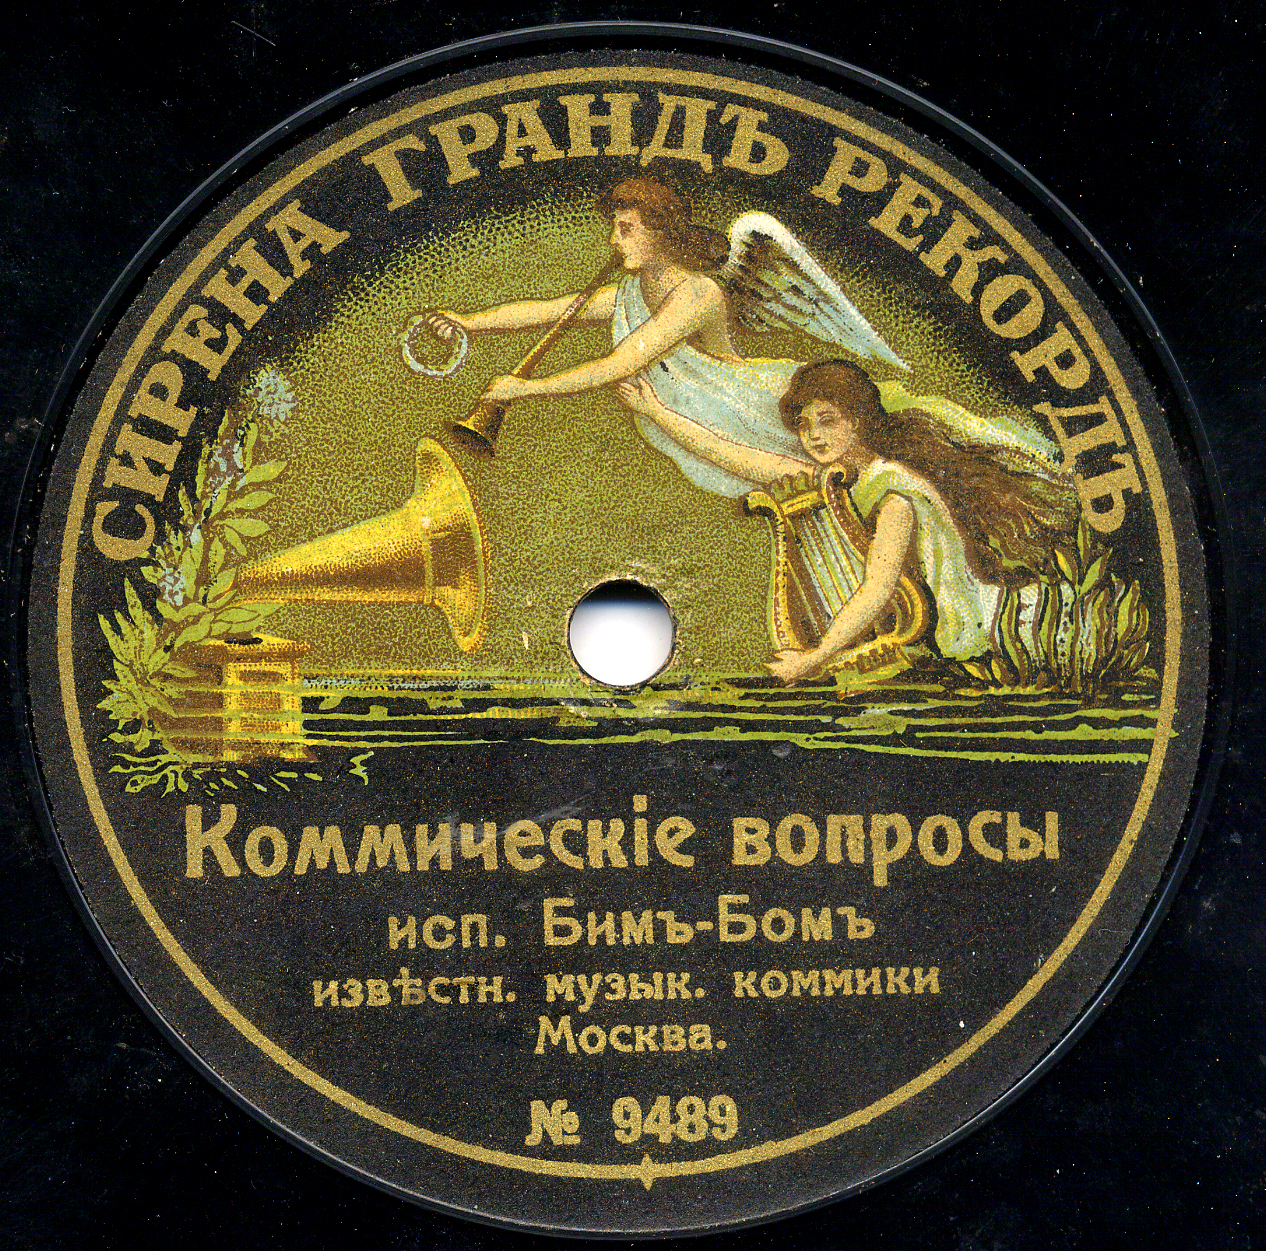 СИРЕНА ГРАНДЪ РЕКОРДЪ
Коммическіе вопросы
исп. Бимъ-Бомъ
извѣстн. музык. коммики
Москва.
№ 9489